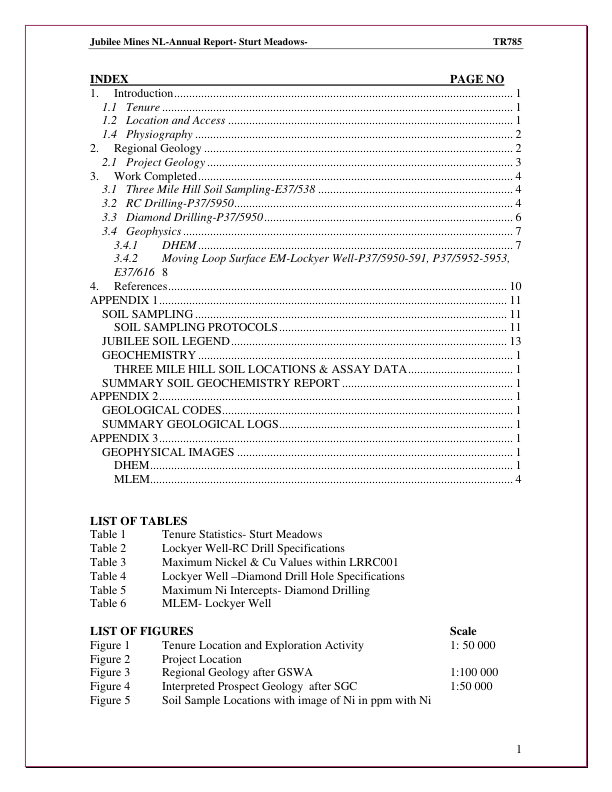 Jubilee Mines NL-Annual Report- Sturt Meadows- TR785
INDEX PAGE NO
1. Introduction 1
1.1 Tenure 1
1.2 Location and Access 1
1.4 Physiography 2
2. Regional Geology 2
2.1 Project Geology 3
3. Work Completed 4
3.1 Three Mile Hill Soil Sampling-E37/538 4
3.2 RC Drilling-P37/5950 4
3.3 Diamond Drilling-P37/5950 6
3.4 Geophysics 7
3.4.1 DHEM 7
3.4.2 Moving Loop Surface EM-Lockyer Well-P37/5950-591, P37/5952-5953,
E37/616 8
4. References 10
APPENDIX 1 11
SOIL SAMPLING 11
SOIL SAMPLING PROTOCOLS 11
JUBILEE SOIL LEGEND 13
GEOCHEMISTRY 1
THREE MILE HILL SOIL LOCATIONS & ASSAY DATA 1
SUMMARY SOIL GEOCHEMISTRY REPORT 1
APPENDIX 2 1
GEOLOGICAL CODES 1
SUMMARY GEOLOGICAL LOGS 1
APPENDIX 3 1
GEOPHYSICAL IMAGES 1
DHEM 1
MLEM 4
LIST OF TABLES
Table 1 Tenure Statistics- Sturt Meadows
Table 2 Lockyer Well-RC Drill Specifications
Table 3 Maximum Nickel & Cu Values within LRRC001
Table 4 Lockyer Well –Diamond Drill Hole Specifications
Table 5 Maximum Ni Intercepts- Diamond Drilling
Table 6 MLEM- Lockyer Well
LIST OF FIGURES Scale
Figure 1 Tenure Location and Exploration Activity 1: 50 000
Figure 2 Project Location
Figure 3 Regional Geology after GSWA 1:100 000
Figure 4 Interpreted Prospect Geology after SGC 1:50 000
Figure 5 Soil Sample Locations with image of Ni in ppm with Ni
1